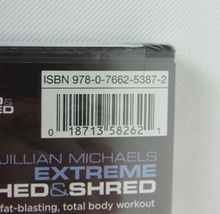 ISBN 978-0-7662-5387-2
D&
ED
0 18713 58262 1
JILLIAN MICHAELS
EXTREME
HED & SHRED
fat-blasting, total body workout